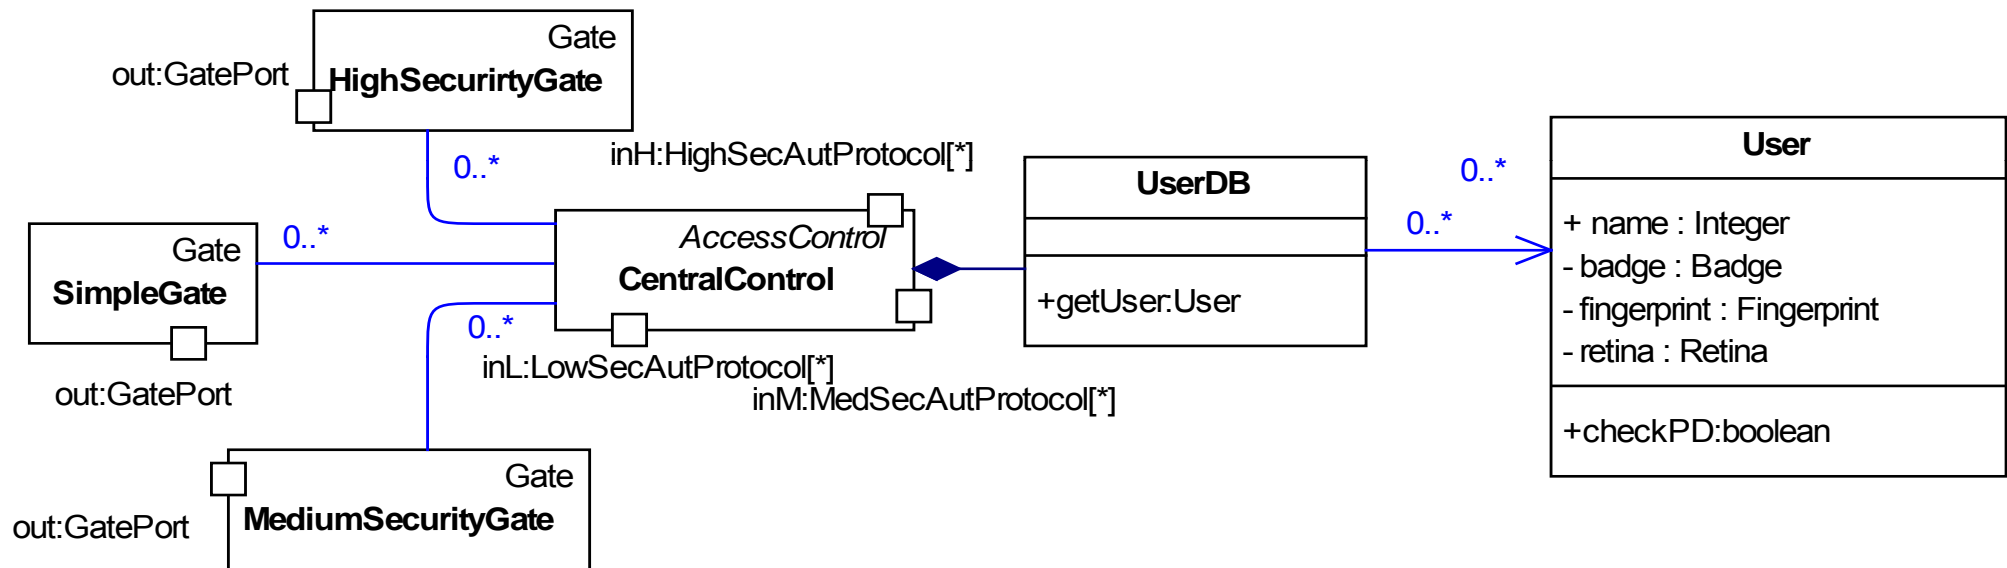 Gate
out:GatePort
HighSecurirtyGate
0..*
inH:HighSecAutProtocol[*]
Gate
SimpleGate
out:GatePort
0..*
AccessControl
CentralControl
0..*
inL:LowSecAutProtocol[*]
inM:MedSecAutProtocol[*]
Gate
MediumSecurityGate
out:GatePort
UserDB
+getUser:User
0..*
0..*
User
+ name : Integer
- badge : Badge
- fingerprint : Fingerprint
- retina : Retina
+checkPD:boolean